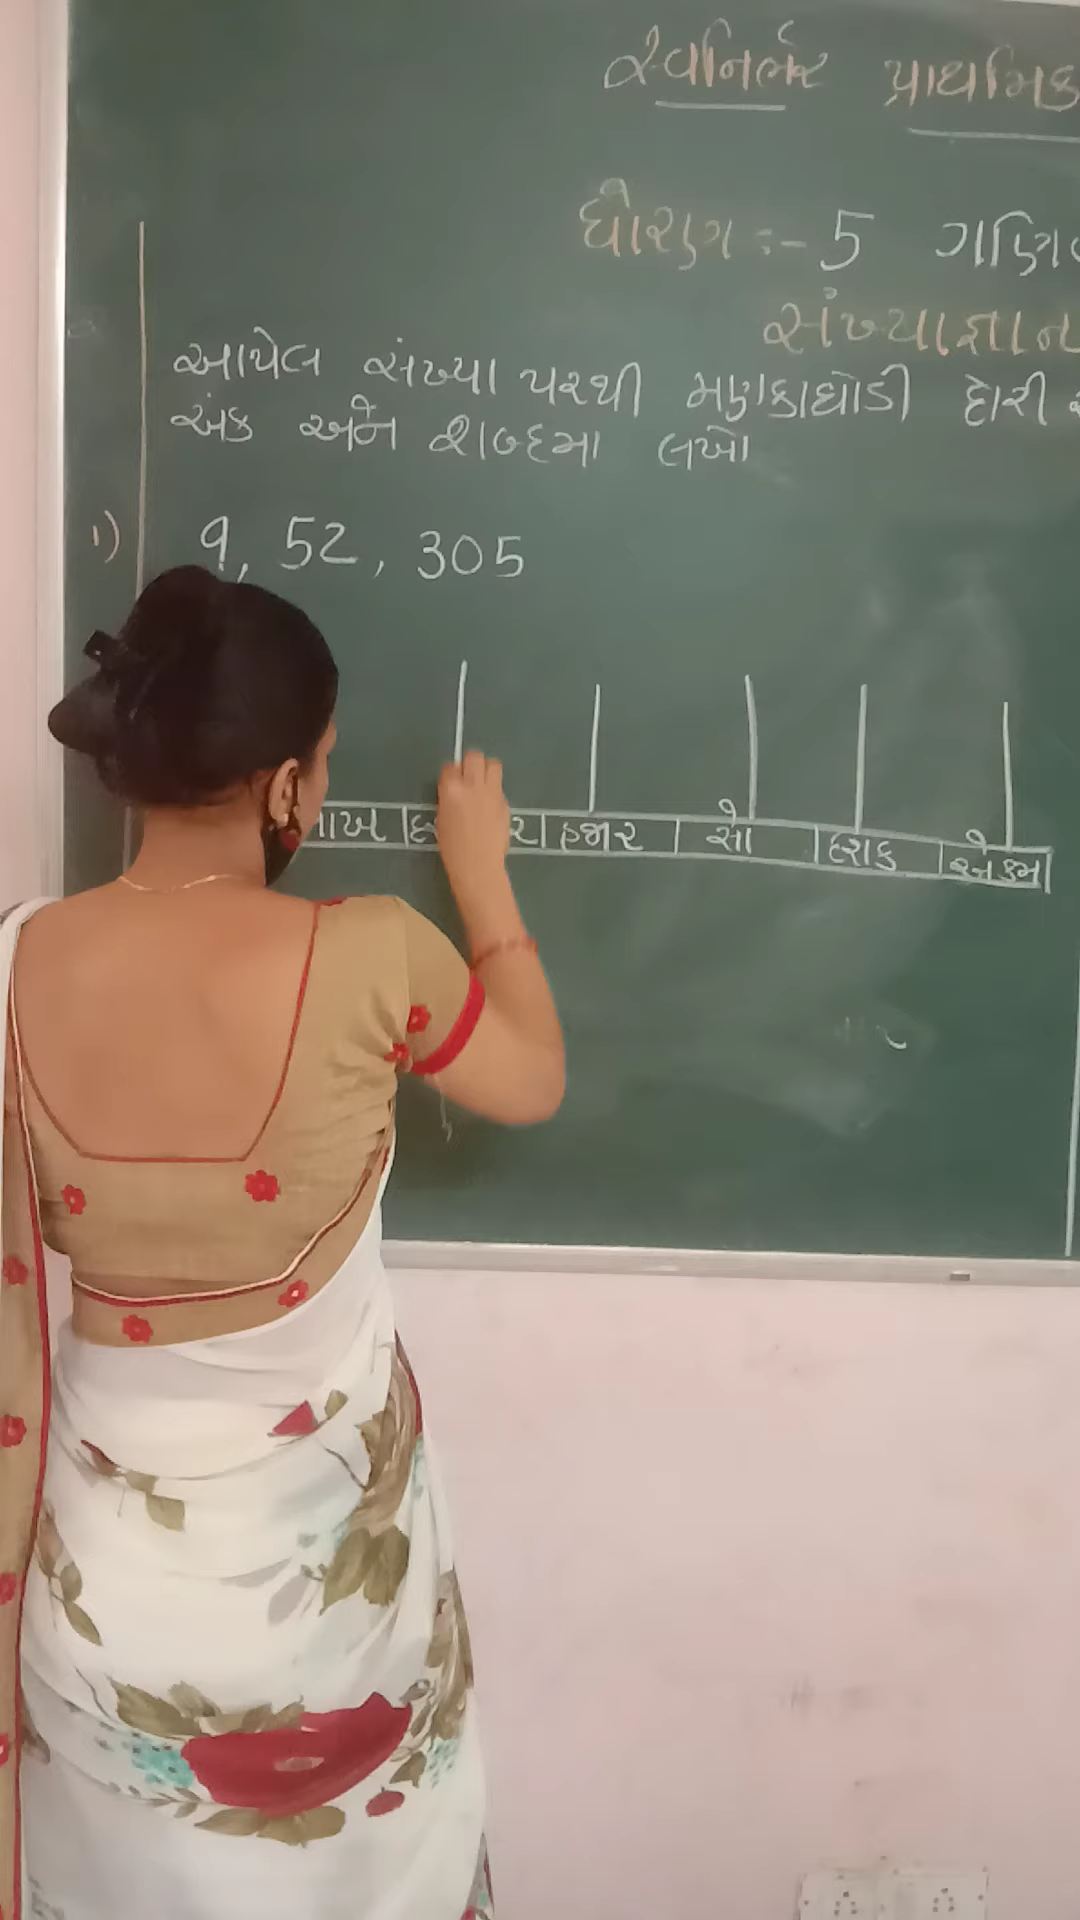 સ્વનિર્ભર પ્રાથમિક
ધોરણ :- 5 ગણિત
સંખ્યાજ્ઞાન
આપેલ સંખ્યા પરથી મણકાઘોડી દોરી
અંક અને શબ્દમા લખો
૧) 9, 52, 305
હજાર સો દશક એકમ